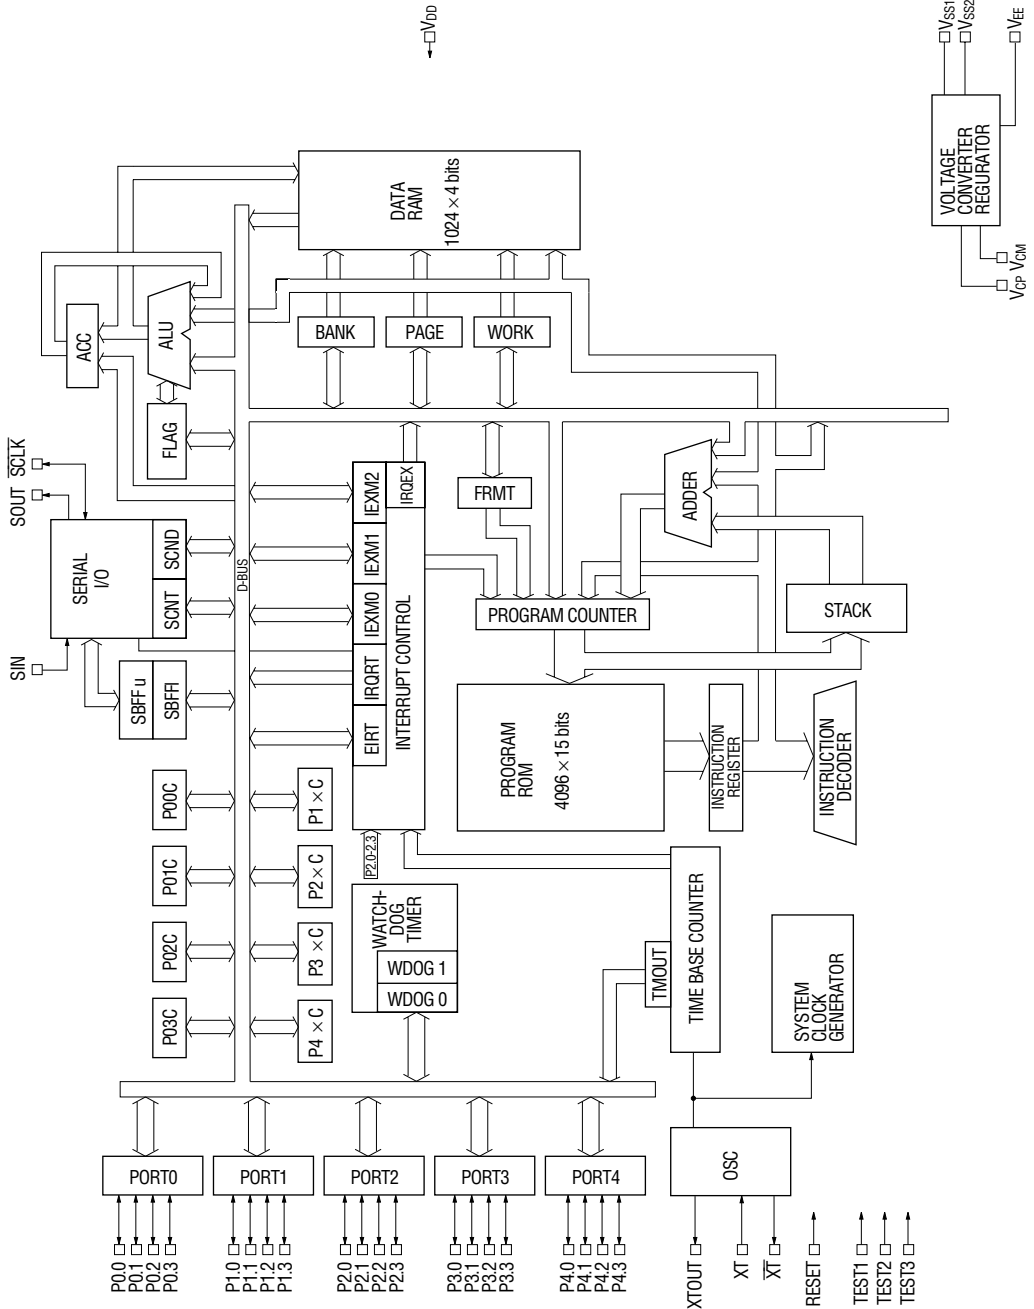 VDD
VSS1
VSS2
VEE
VOLTAGE
CONVERTER
REGURATOR
VCP
VCM
DATA
RAM
1024 × 4 bits
ACC
ALU
FLAG
BANK
PAGE
WORK
SCLK
SOUT
SIN
SERIAL
I/O
SCND
SCNT
SBFF u
SBFFl
D-BUS
IRQEX
IEXM2
IEXM1
IEXM0
IRQRT
EIRT
INTERRUPT CONTROL
FRMT
ADDER
PROGRAM COUNTER
STACK
PROGRAM
ROM
4096 × 15 bits
INSTRUCTION
REGISTER
INSTRUCTION
DECODER
P00C
P01C
P02C
P03C
P1 × C
P2 × C
P3 × C
P4 × C
P2.0-2.3
WATCH-
DOG
TIMER
WDOG 1
WDOG 0
TMOUT
TIME BASE COUNTER
SYSTEM
CLOCK
GENERATOR
PORT0
PORT1
PORT2
PORT3
PORT4
OSC
P0.0
P0.1
P0.2
P0.3
P1.0
P1.1
P1.2
P1.3
P2.0
P2.1
P2.2
P2.3
P3.0
P3.1
P3.2
P3.3
P4.0
P4.1
P4.2
P4.3
XTOUT
XT
XT
RESET
TEST1
TEST2
TEST3